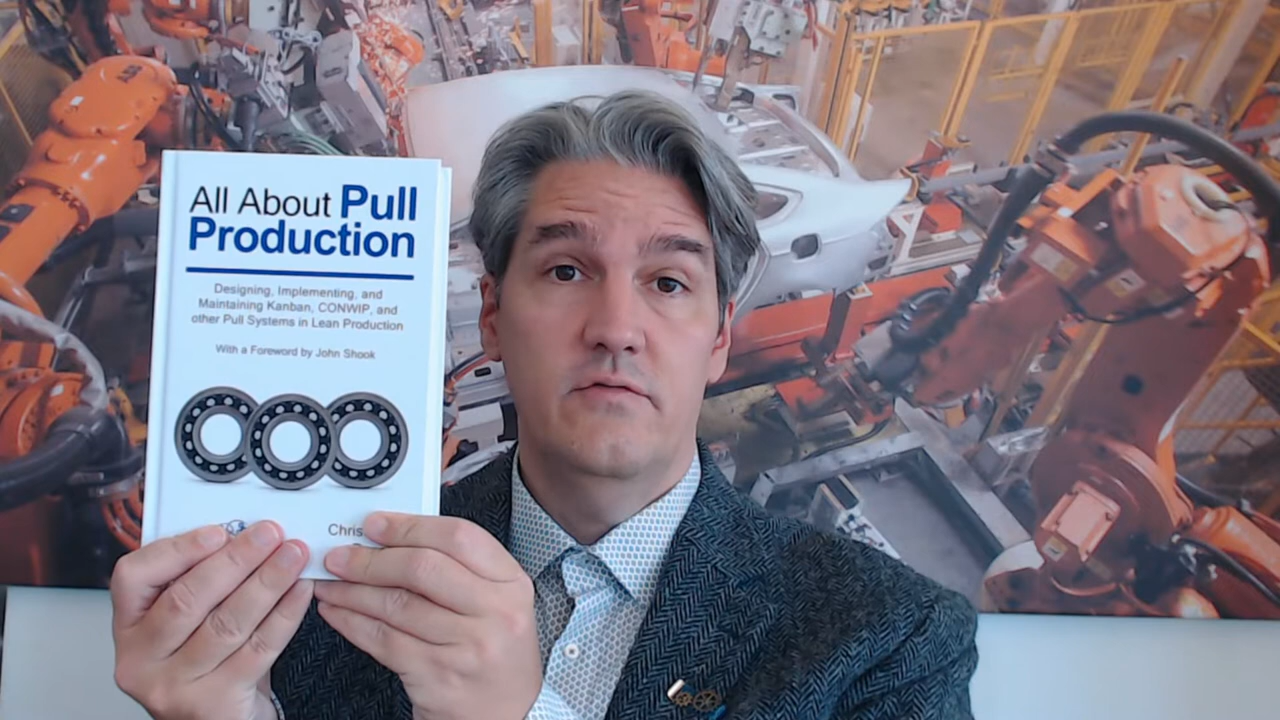 All About Pull
Production
Designing, Implementing, and
Maintaining Kanban, CONWIP, and
other Pull Systems in Lean Production
With a Foreword by John Shook
Chris
ABB